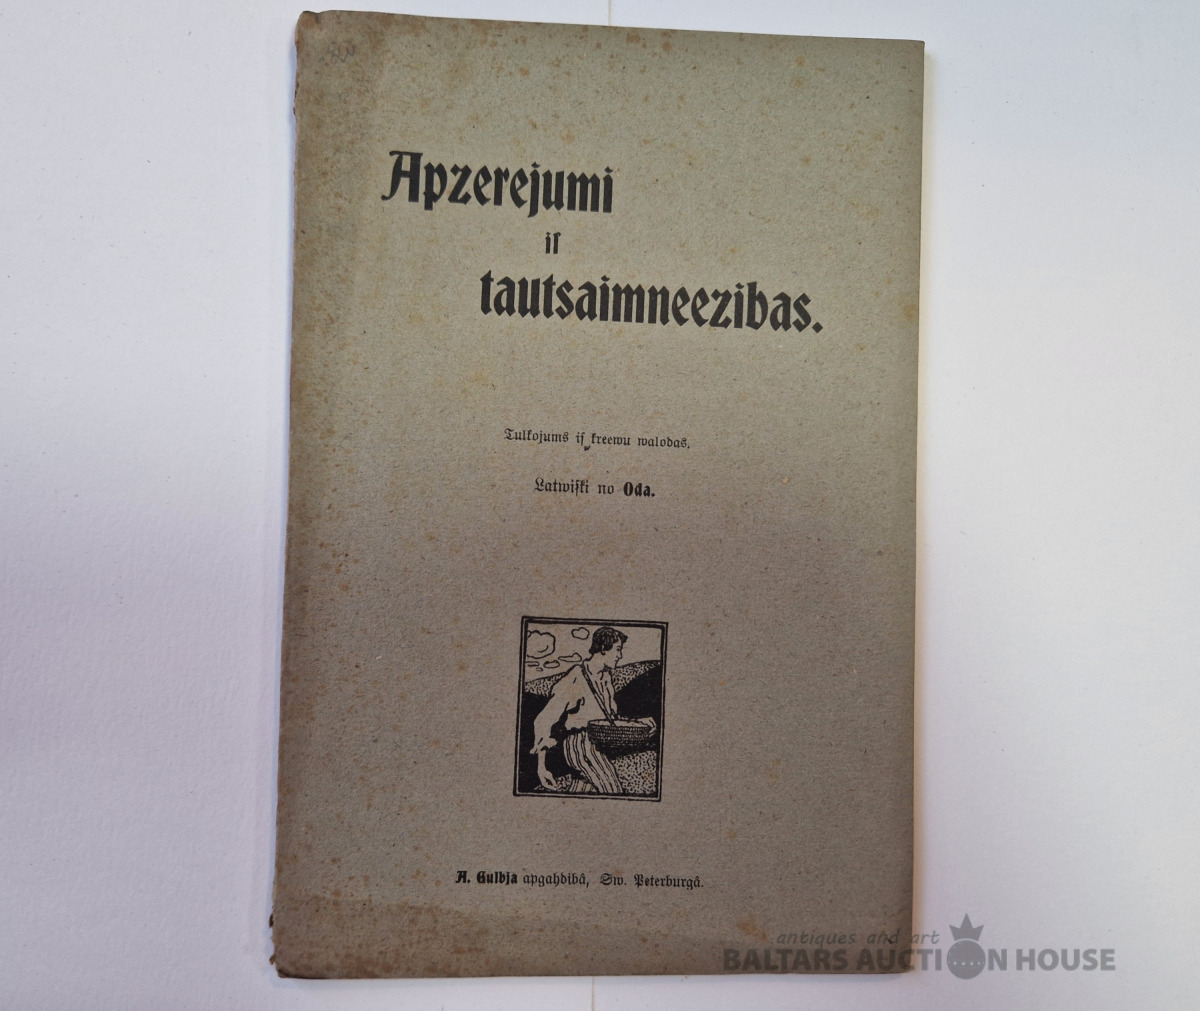 Apzerejumi
iſ
tautsaimneezibas.
Tulkojums iſ kreewu walodas.
Latwiſki no Oda.
A. Gulbja apgahdibâ, Sw. Peterburgâ.
antiques and art
BALTARS AUCTION HOUSE